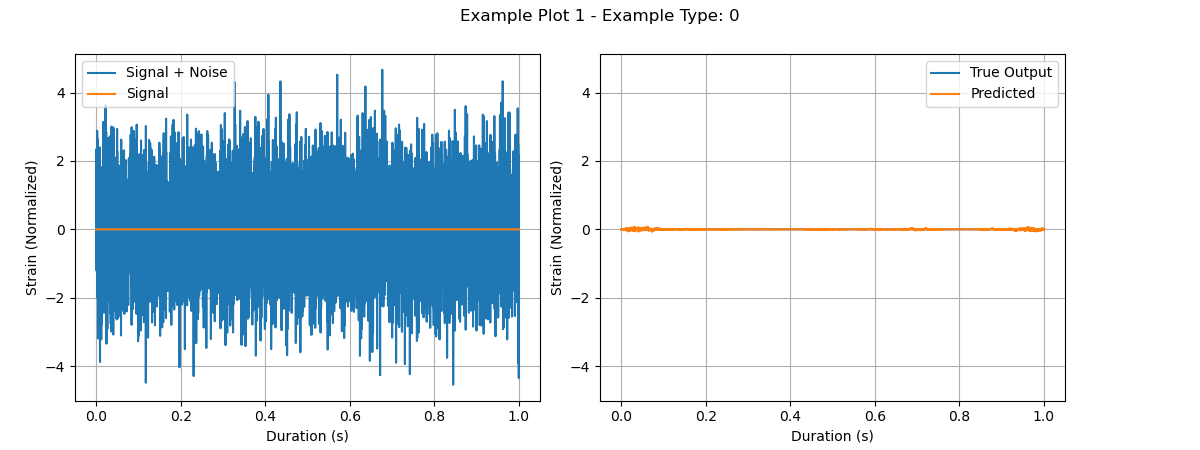 Example Plot 1 - Example Type: 0
Signal + Noise
Signal
Strain (Normalized)
4
2
0
−2
−4
0.0
0.2
0.4
0.6
0.8
1.0
Duration (s)
True Output
Predicted
Strain (Normalized)
4
2
0
−2
−4
0.0
0.2
0.4
0.6
0.8
1.0
Duration (s)